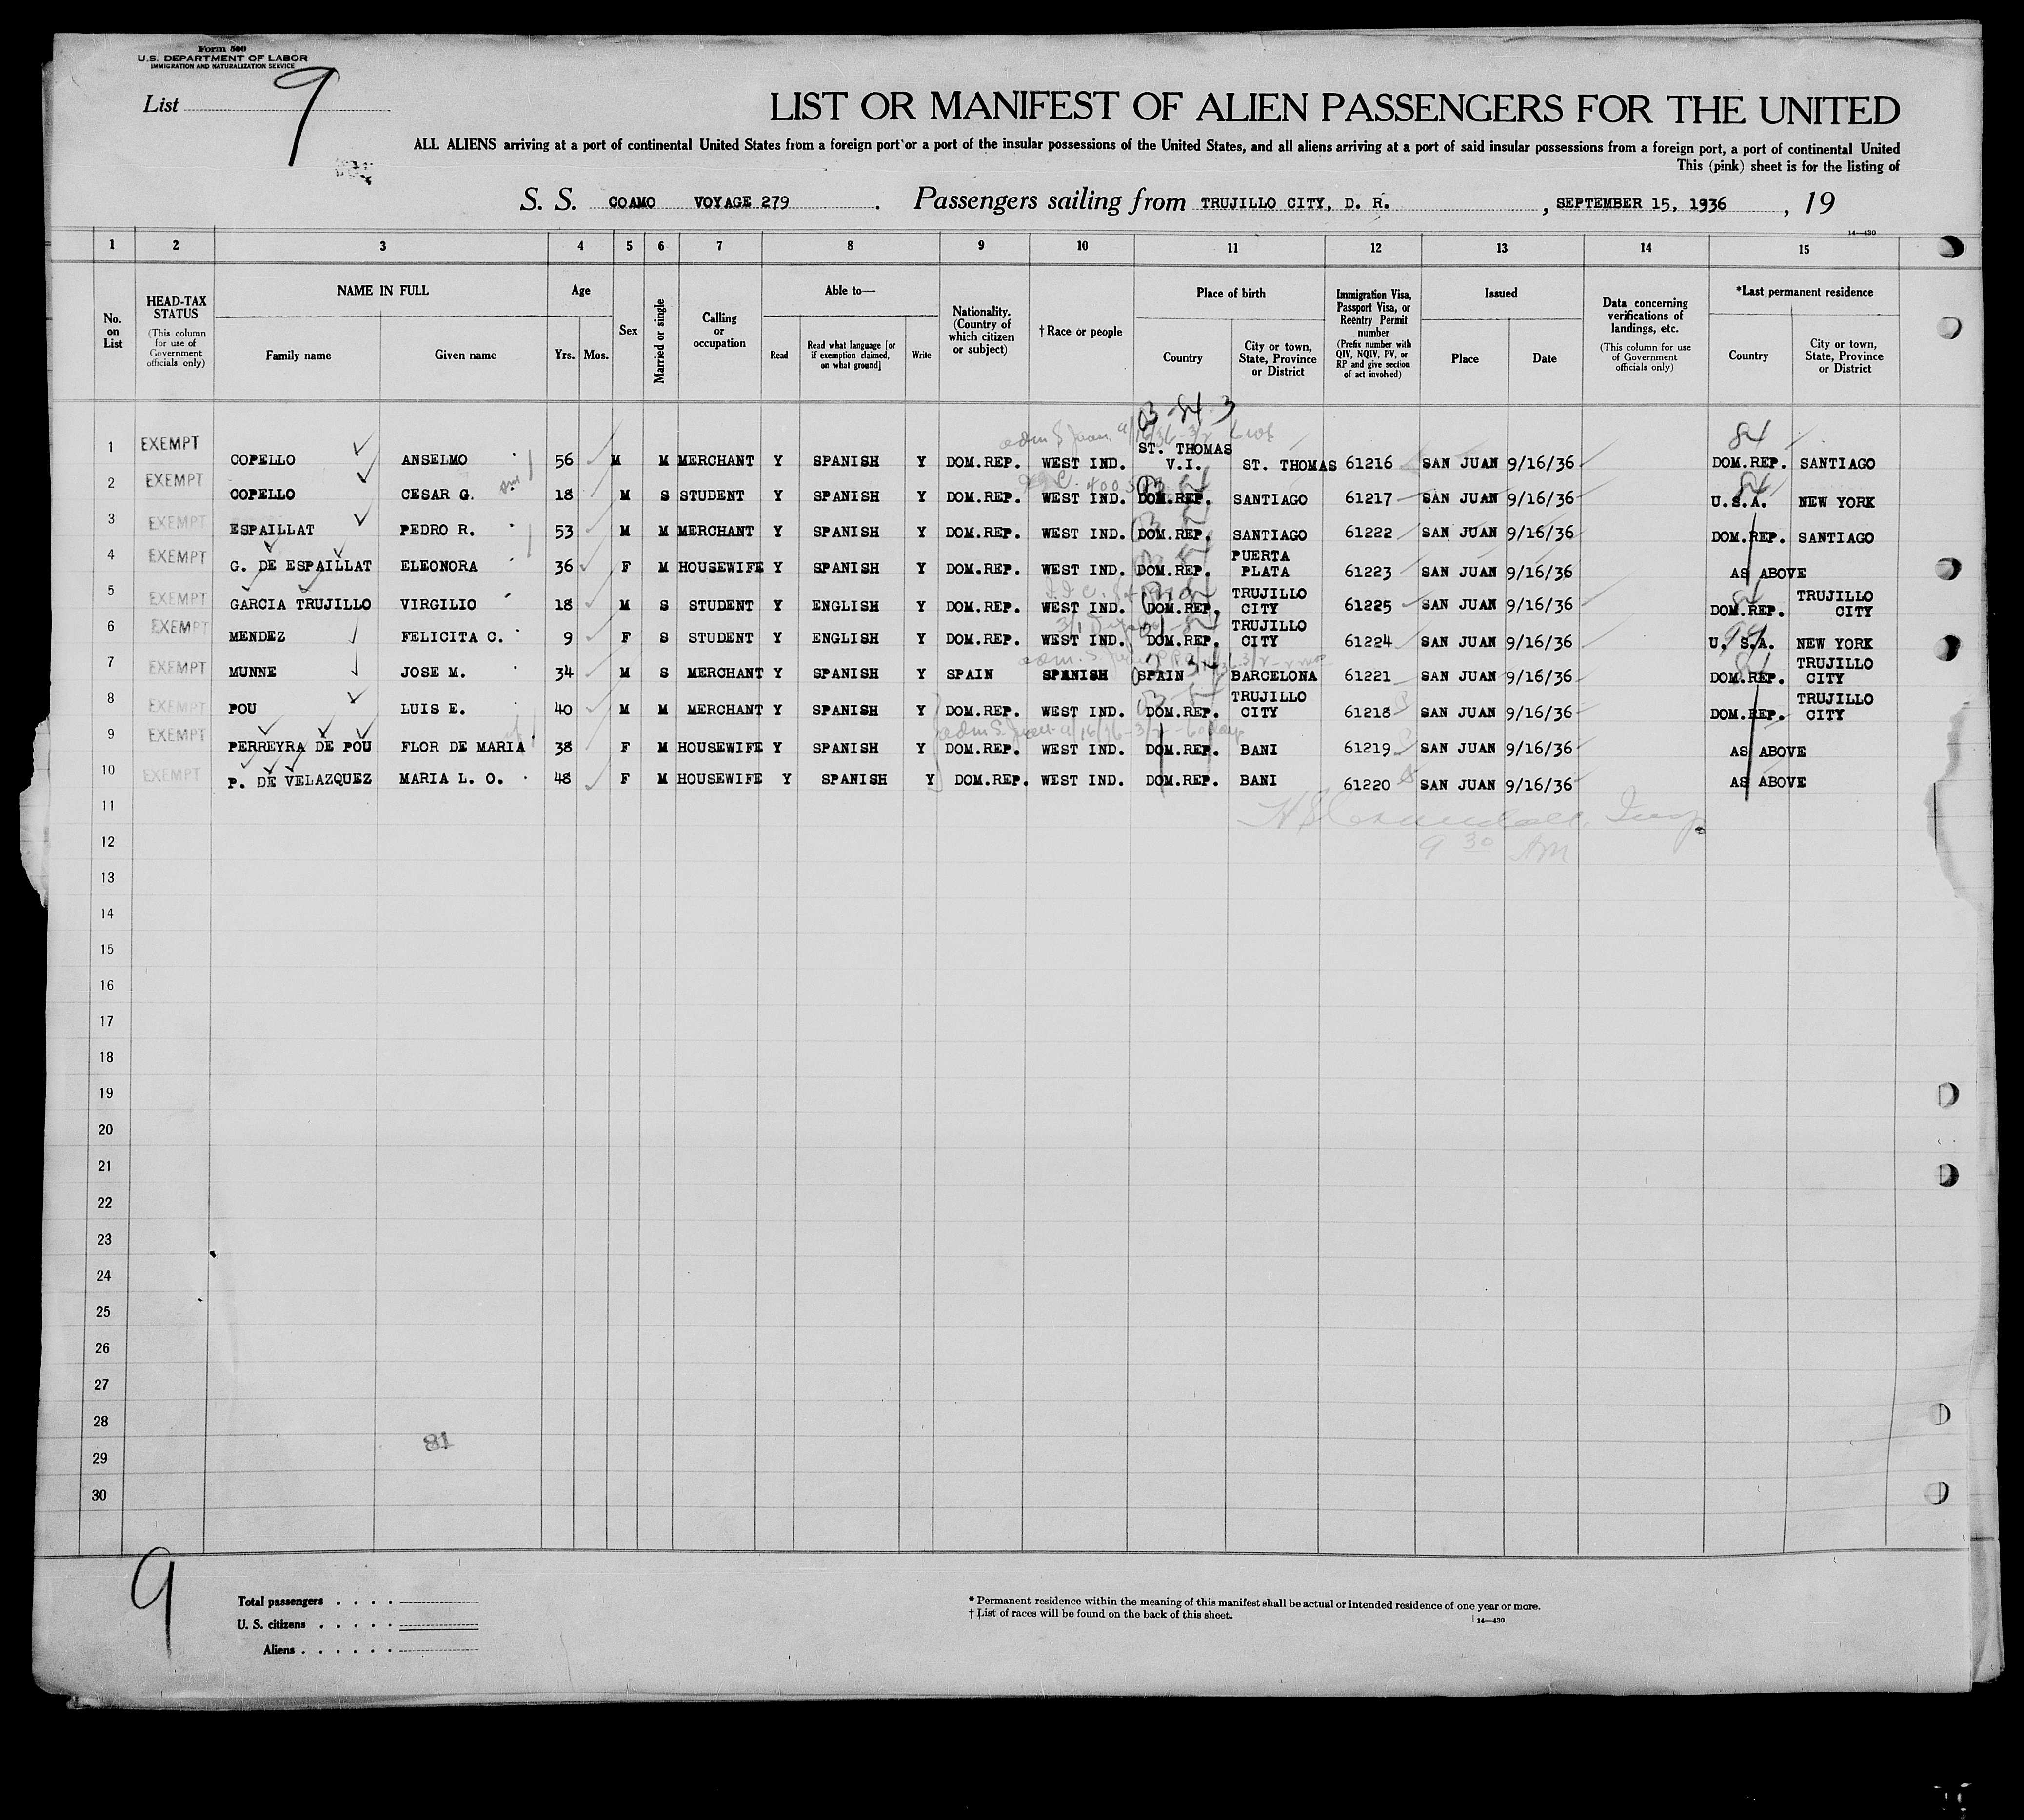 Form 500
U.S. DEPARTMENT OF LABOR
IMMIGRATION AND NATURALIZATION SERVICE
List 9
LIST OR MANIFEST OF ALIEN PASSENGERS FOR THE UNITED
ALL ALIENS arriving at a port of continental United States from a foreign port or a port of the insular possessions of the United States, and all aliens arriving at a port of said insular possessions from a foreign port, a port of continental United
This (pink) sheet is for the listing of
S. S. COAMO VOYAGE 279 . Passengers sailing from TRUJILLO CITY, D. R. , SEPTEMBER 15, 1936 , 19
14—430
1 2 3 4 5 6 7 8 9 10 11 12 13 14 15
No. on List
HEAD-TAX STATUS (This column for use of Government officials only)
NAME IN FULL Family name Given name
Age Yrs. Mos.
Sex
Married or single
Calling or occupation
Able to— Read Read what language [or if exemption claimed, on what ground] Write
Nationality. (Country of which citizen or subject)
† Race or people
Place of birth Country City or town, State, Province or District
Immigration Visa, Passport Visa, or Reentry Permit number (Prefix number with QIV, NQIV, PV, or RP and give section of act involved)
Issued Place Date
Data concerning verifications of landings, etc. (This column for use of Government officials only)
*Last permanent residence Country City or town, State, Province or District
03 84 3
84
1 EXEMPT COPELLO ANSELMO 56 M M MERCHANT Y SPANISH Y DOM.REP. WEST IND. ST. THOMAS V.I. ST. THOMAS 61216 SAN JUAN 9/16/36 DOM.REP. SANTIAGO
2 EXEMPT COPELLO CESAR G. 18 M S STUDENT Y SPANISH Y DOM.REP. WEST IND. DOM.REP. SANTIAGO 61217 SAN JUAN 9/16/36 U.S.A. NEW YORK
3 EXEMPT ESPAILLAT PEDRO R. 53 M M MERCHANT Y SPANISH Y DOM.REP. WEST IND. DOM.REP. SANTIAGO 61222 SAN JUAN 9/16/36 DOM.REP. SANTIAGO
4 EXEMPT G. DE ESPAILLAT ELEONORA 36 F M HOUSEWIFE Y SPANISH Y DOM.REP. WEST IND. DOM.REP. PUERTA PLATA 61223 SAN JUAN 9/16/36 AS ABOVE
5 EXEMPT GARCIA TRUJILLO VIRGILIO 18 M S STUDENT Y ENGLISH Y DOM.REP. WEST IND. DOM.REP. TRUJILLO CITY 61225 SAN JUAN 9/16/36 DOM.REP. TRUJILLO CITY
6 EXEMPT MENDEZ FELICITA C. 9 F S STUDENT Y ENGLISH Y DOM.REP. WEST IND. DOM.REP. TRUJILLO CITY 61224 SAN JUAN 9/16/36 U. S.A. NEW YORK
7 EXEMPT MUNNE JOSE M. 34 M S MERCHANT Y SPANISH Y SPAIN SPANISH SPAIN BARCELONA 61221 SAN JUAN 9/16/36 DOM.REP. TRUJILLO CITY
8 EXEMPT POU LUIS E. 40 M M MERCHANT Y SPANISH Y DOM.REP. WEST IND. DOM.REP. TRUJILLO CITY 61218 SAN JUAN 9/16/36 DOM.REP. TRUJILLO CITY
9 EXEMPT PERREYRA DE POU FLOR DE MARIA 38 F M HOUSEWIFE Y SPANISH Y DOM.REP. WEST IND. DOM.REP. BANI 61219 SAN JUAN 9/16/36 AS ABOVE
10 EXEMPT P. DE VELAZQUEZ MARIA L. O. 48 F M HOUSEWIFE Y SPANISH Y DOM.REP. WEST IND. DOM.REP. BANI 61220 SAN JUAN 9/16/36 AS ABOVE
11
12 9 30 AM
13
14
15
16
17
18
19
20
21
22
23
24
25
26
27
28
81
29
30
9
Total passengers . . . .
U. S. citizens . . . . .
Aliens . . . . . .
* Permanent residence within the meaning of this manifest shall be actual or intended residence of one year or more.
† List of races will be found on the back of this sheet.
14—430